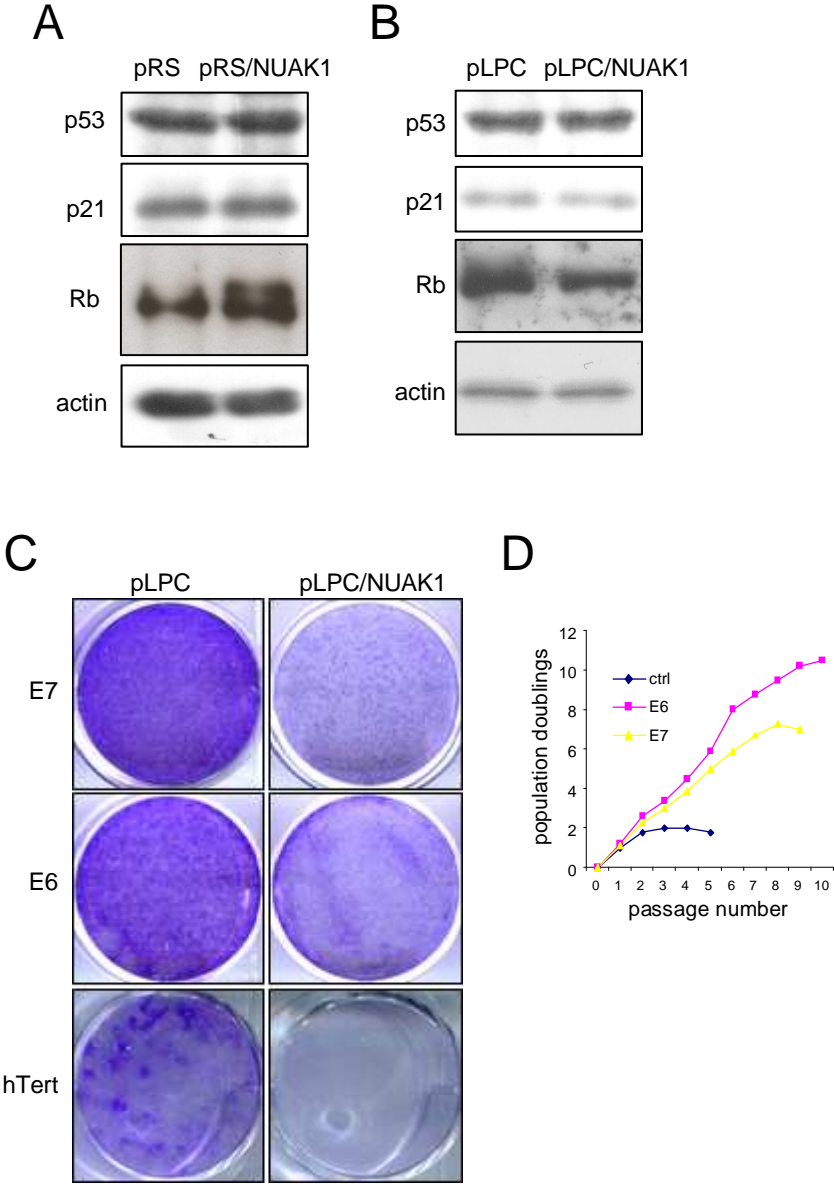 A
pRS pRS/NUAK1
p53
p21
Rb
actin
B
pLPC pLPC/NUAK1
p53
p21
Rb
actin
C
pLPC pLPC/NUAK1
E7
E6
hTert
D
population doublings
12
10
8
6
4
2
0
ctrl
E6
E7
0 1 2 3 4 5 6 7 8 9 10
passage number